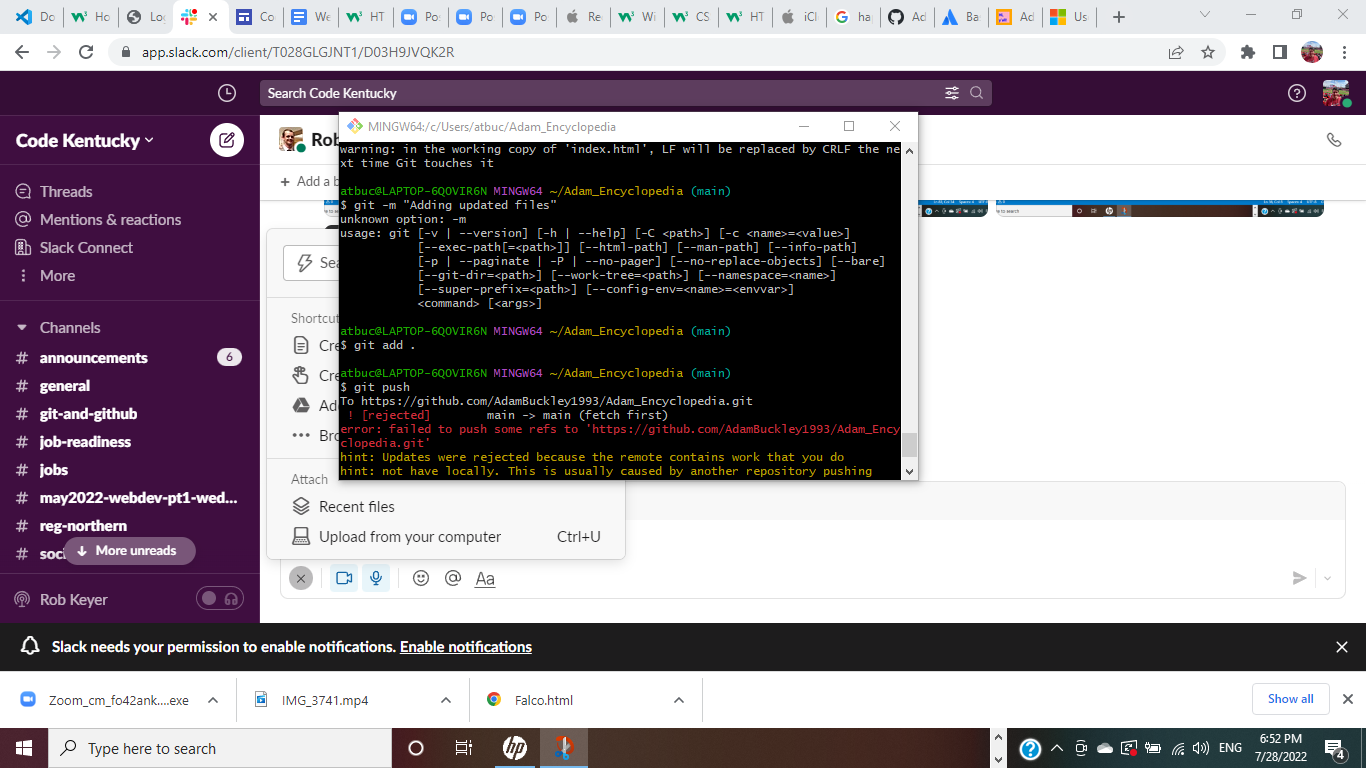 Do
Ho
Loc
Co
We
HT
Po
Po
Po
Re
Wi
CS
HT
iCl
hap
Ad
Ba
Ad
Us
app.slack.com/client/T028GLGJNT1/D03H9JVQK2R
Search Code Kentucky
Code Kentucky
Threads
Mentions & reactions
Slack Connect
More
Channels
# announcements 6
# general
# git-and-github
# job-readiness
# jobs
# may2022-webdev-pt1-wed...
# reg-northern
# soci
More unreads
Rob Keyer
Rob
+ Add a b
Sea
Shortcut
Cre
Cre
Ad
Bro
Attach
Recent files
Upload from your computer Ctrl+U
MINGW64:/c/Users/atbuc/Adam_Encyclopedia
warning: in the working copy of 'index.html', LF will be replaced by CRLF the ne
xt time Git touches it
atbuc@LAPTOP-6QOVIR6N MINGW64 ~/Adam_Encyclopedia (main)
$ git -m "Adding updated files"
unknown option: -m
usage: git [-v | --version] [-h | --help] [-C <path>] [-c <name>=<value>]
[--exec-path[=<path>]] [--html-path] [--man-path] [--info-path]
[-p | --paginate | -P | --no-pager] [--no-replace-objects] [--bare]
[--git-dir=<path>] [--work-tree=<path>] [--namespace=<name>]
[--super-prefix=<path>] [--config-env=<name>=<envvar>]
<command> [<args>]
atbuc@LAPTOP-6QOVIR6N MINGW64 ~/Adam_Encyclopedia (main)
$ git add .
atbuc@LAPTOP-6QOVIR6N MINGW64 ~/Adam_Encyclopedia (main)
$ git push
To https://github.com/AdamBuckley1993/Adam_Encyclopedia.git
! [rejected] main -> main (fetch first)
error: failed to push some refs to 'https://github.com/AdamBuckley1993/Adam_Ency
clopedia.git'
hint: Updates were rejected because the remote contains work that you do
hint: not have locally. This is usually caused by another repository pushing
Aa
Slack needs your permission to enable notifications. Enable notifications
Zoom_cm_fo42ank....exe
IMG_3741.mp4
Falco.html
Show all
Type here to search
hp
ENG
6:52 PM
7/28/2022
4